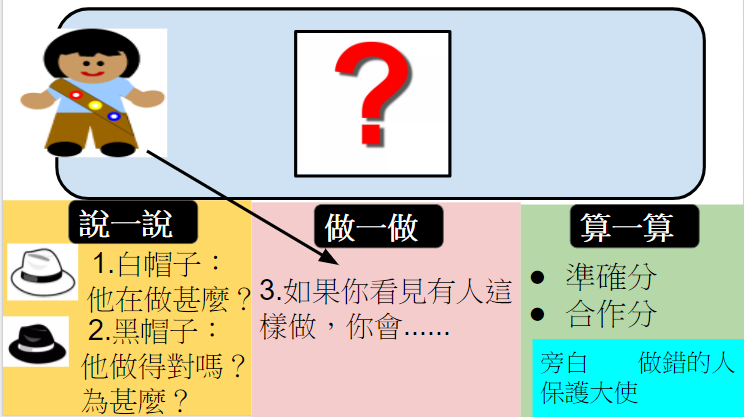 ?
說一說
1.白帽子：
他在做甚麼？
2.黑帽子：
他做得對嗎？
為甚麼？
做一做
3.如果你看見有人這
樣做，你會......
算一算
● 準確分
● 合作分
旁白 做錯的人
保護大使